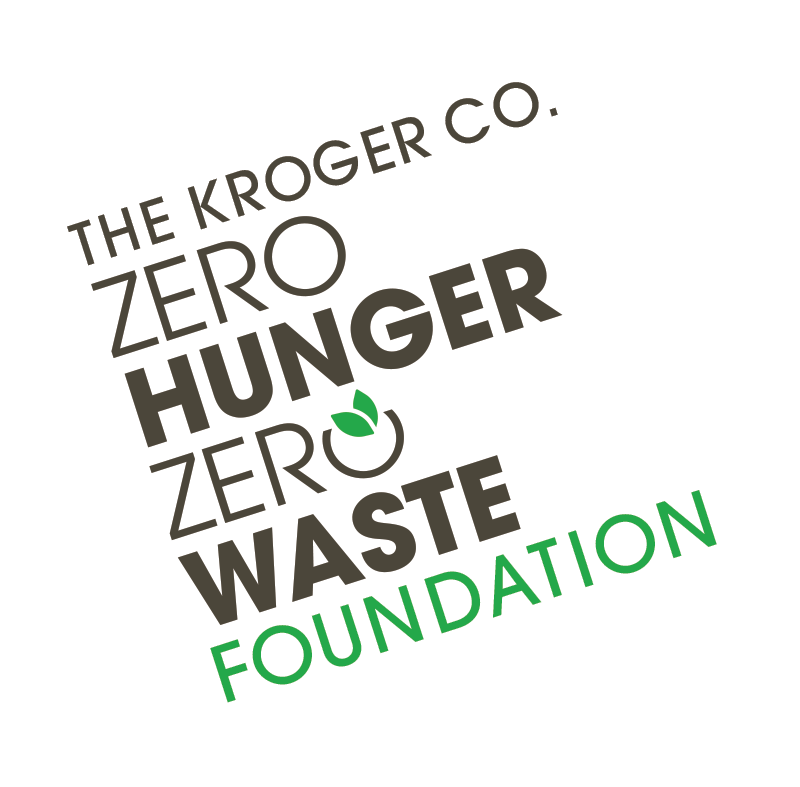 THE KROGER CO.
ZERO
HUNGER
ZERO
WASTE
FOUNDATION